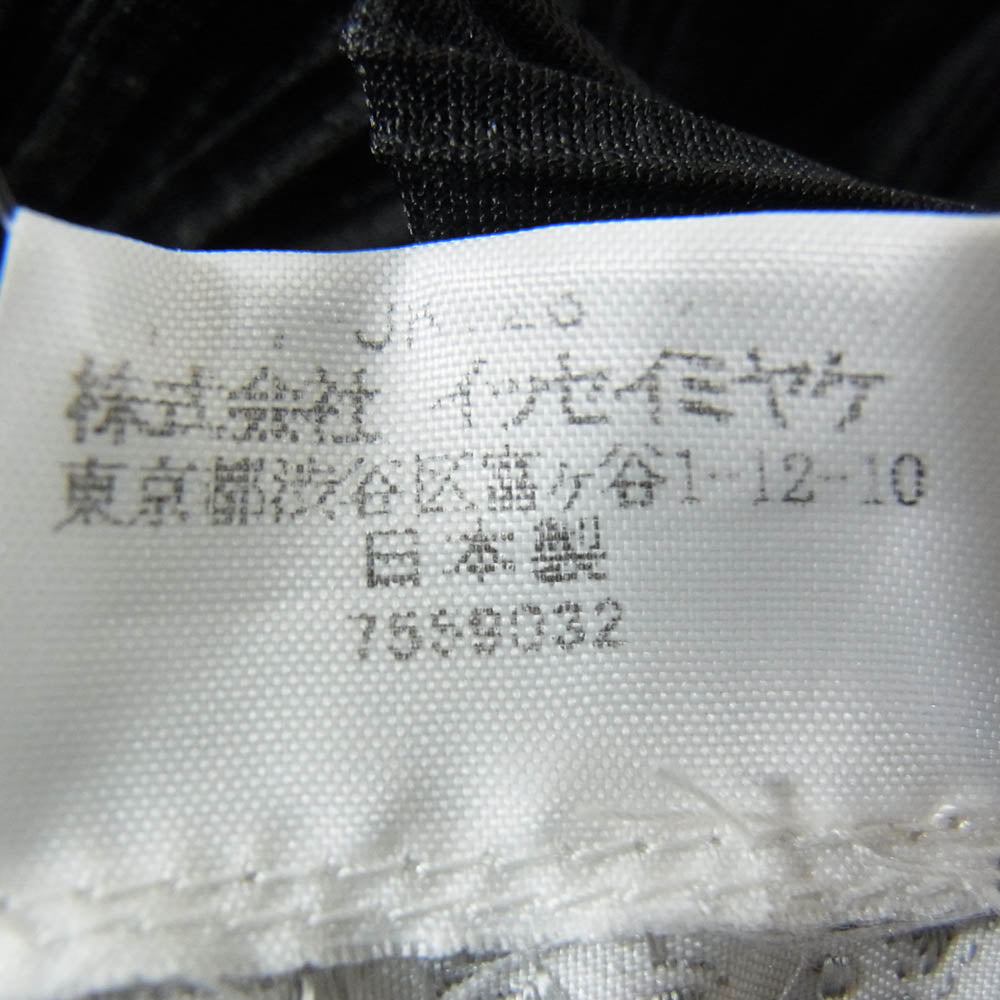 株式会社 イッセイミヤケ
東京都渋谷区富ヶ谷1-12-10
日本製
7559032